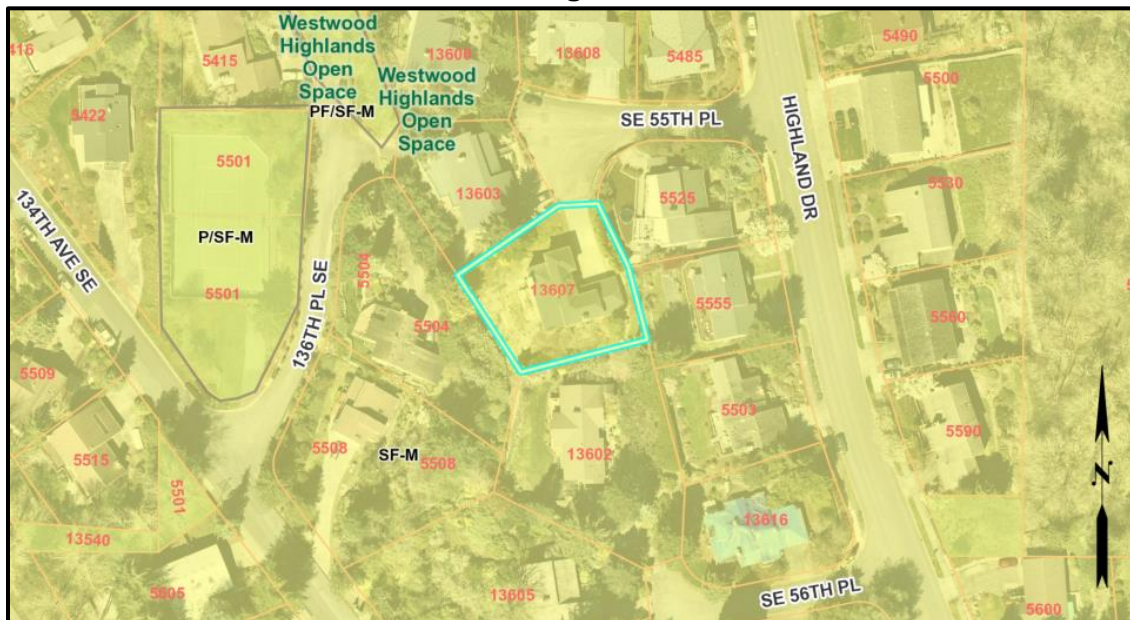 Westwood
Highlands
Open
Space
Westwood
Highlands
Open
Space
PF/SF-M
5415
13608
13608
5485
5490
5500
5422
5501
SE 55TH PL
HIGHLAND DR
13603
5525
5530
P/SF-M
134TH AVE SE
5501
5504
13607
5555
5560
136TH PL SE
5504
5509
5503
5590
5515
5508
SF-M
5508
13602
5501
13616
13540
5505
13605
SE 56TH PL
5600
N